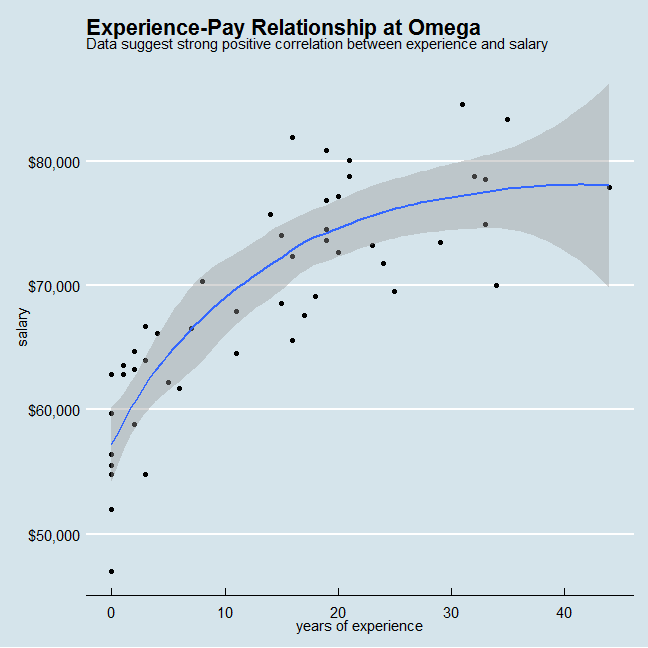 Experience-Pay Relationship at Omega
Data suggest strong positive correlation between experience and salary
$80,000
$70,000
$60,000
$50,000
salary
0 10 20 30 40
years of experience